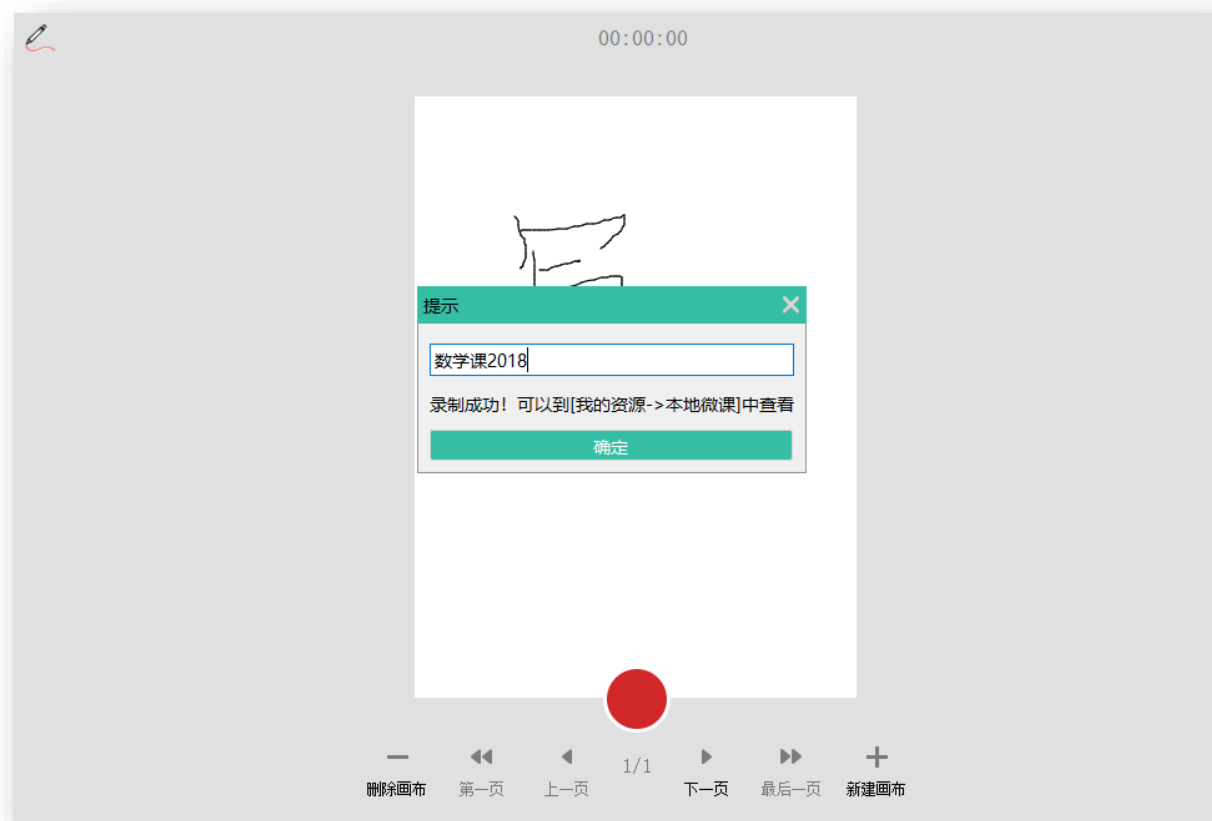 00:00:00
提示
数学课2018
录制成功！可以到[我的资源->本地微课]中查看
确定
1/1
删除画布 第一页 上一页 下一页 最后一页 新建画布